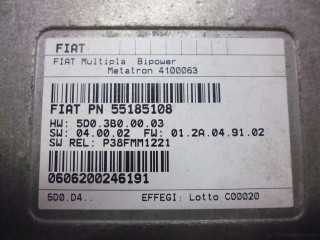 FIAT
FIAT Multipla Bipower
Metatron 4100063
FIAT PN 55185108
HW: 5D0.3B0.00.03
SW: 04.00.02 FW: 01.2A.04.91.02
SW REL: P38FMM1221
0606200246191
5D0.D4.. EFFEGI: Lotto C00020